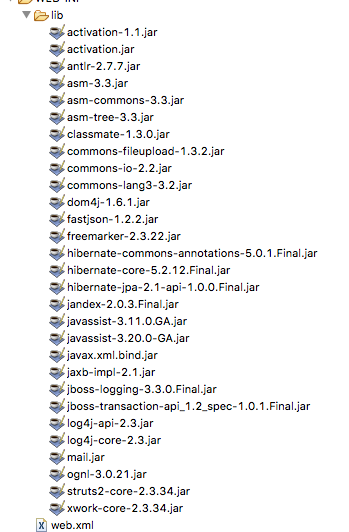 WEB-INF
lib
activation-1.1.jar
activation.jar
antlr-2.7.7.jar
asm-3.3.jar
asm-commons-3.3.jar
asm-tree-3.3.jar
classmate-1.3.0.jar
commons-fileupload-1.3.2.jar
commons-io-2.2.jar
commons-lang3-3.2.jar
dom4j-1.6.1.jar
fastjson-1.2.2.jar
freemarker-2.3.22.jar
hibernate-commons-annotations-5.0.1.Final.jar
hibernate-core-5.2.12.Final.jar
hibernate-jpa-2.1-api-1.0.0.Final.jar
jandex-2.0.3.Final.jar
javassist-3.11.0.GA.jar
javassist-3.20.0-GA.jar
javax.xml.bind.jar
jaxb-impl-2.1.jar
jboss-logging-3.3.0.Final.jar
jboss-transaction-api_1.2_spec-1.0.1.Final.jar
log4j-api-2.3.jar
log4j-core-2.3.jar
mail.jar
ognl-3.0.21.jar
struts2-core-2.3.34.jar
xwork-core-2.3.34.jar
web.xml